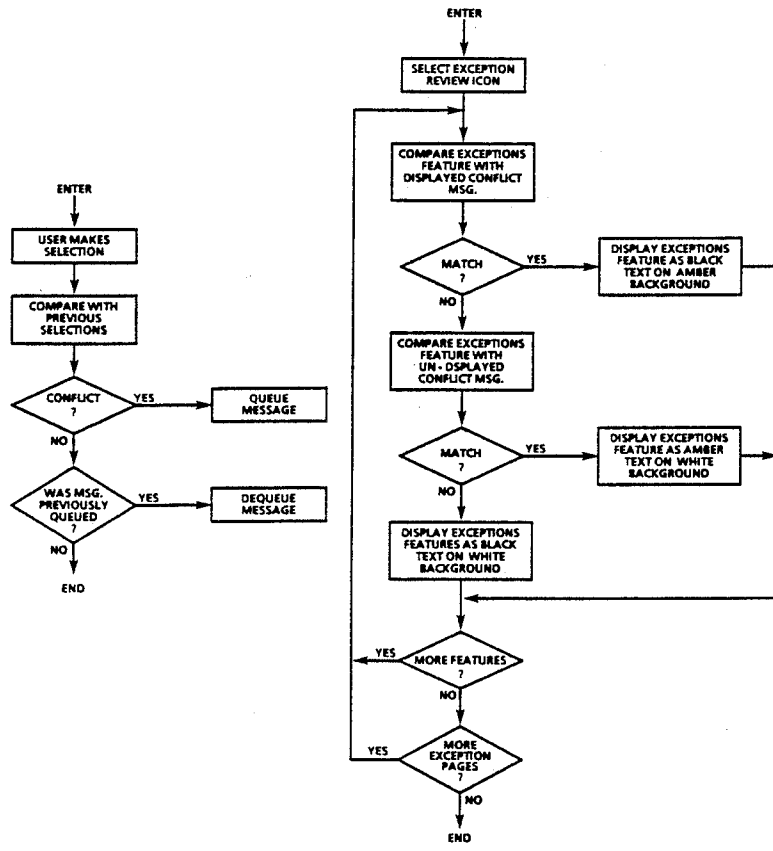 ENTER
USER MAKES
SELECTION
COMPARE WITH
PREVIOUS
SELECTIONS
CONFLICT
?
YES
QUEUE
MESSAGE
NO
WAS MSG.
PREVIOUSLY
QUEUED
?
YES
DEQUEUE
MESSAGE
NO
END
ENTER
SELECT EXCEPTION
REVIEW ICON
COMPARE EXCEPTIONS
FEATURE WITH
DISPLAYED CONFLICT
MSG.
MATCH
?
YES
DISPLAY EXCEPTIONS
FEATURE AS BLACK
TEXT ON AMBER
BACKGROUND
NO
COMPARE EXCEPTIONS
FEATURE WITH
UN - DSPLAYED
CONFLICT MSG.
MATCH
?
YES
DISPLAY EXCEPTIONS
FEATURE AS AMBER
TEXT ON WHITE
BACKGROUND
NO
DISPLAY EXCEPTIONS
FEATURES AS BLACK
TEXT ON WHITE
BACKGROUND
YES
MORE FEATURES
?
NO
YES
MORE
EXCEPTION
PAGES
?
NO
END